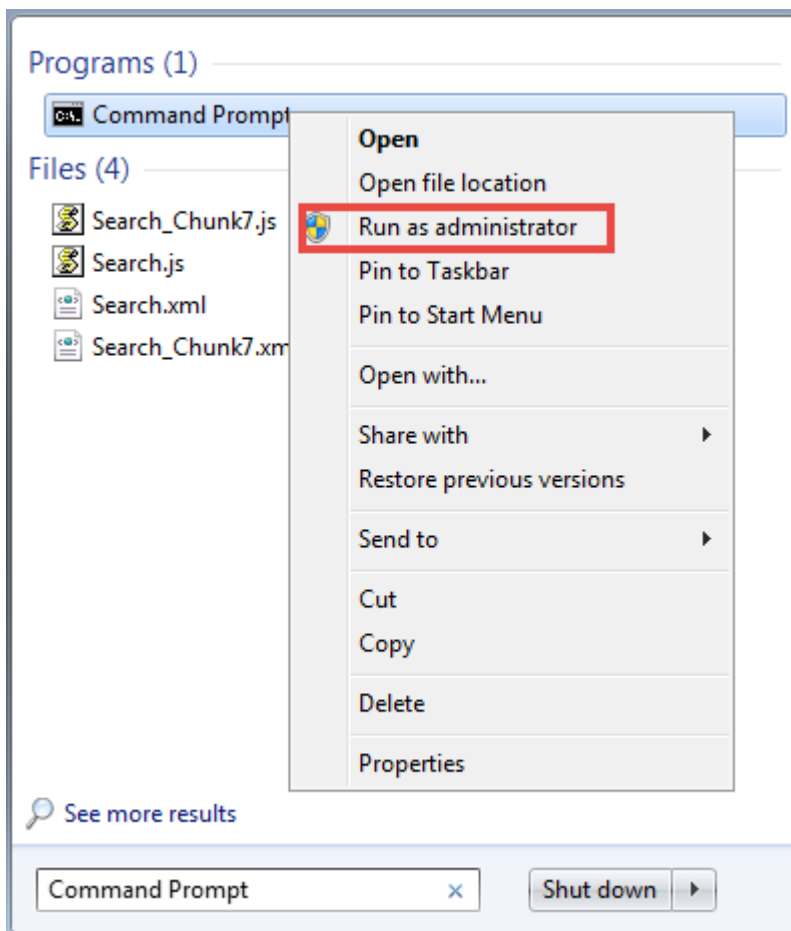 Programs (1)
Command Prompt
Files (4)
Search_Chunk7.js
Search.js
Search.xml
Search_Chunk7.xm
Open
Open file location
Run as administrator
Pin to Taskbar
Pin to Start Menu
Open with...
Share with
Restore previous versions
Send to
Cut
Copy
Delete
Properties
See more results
Command Prompt
Shut down